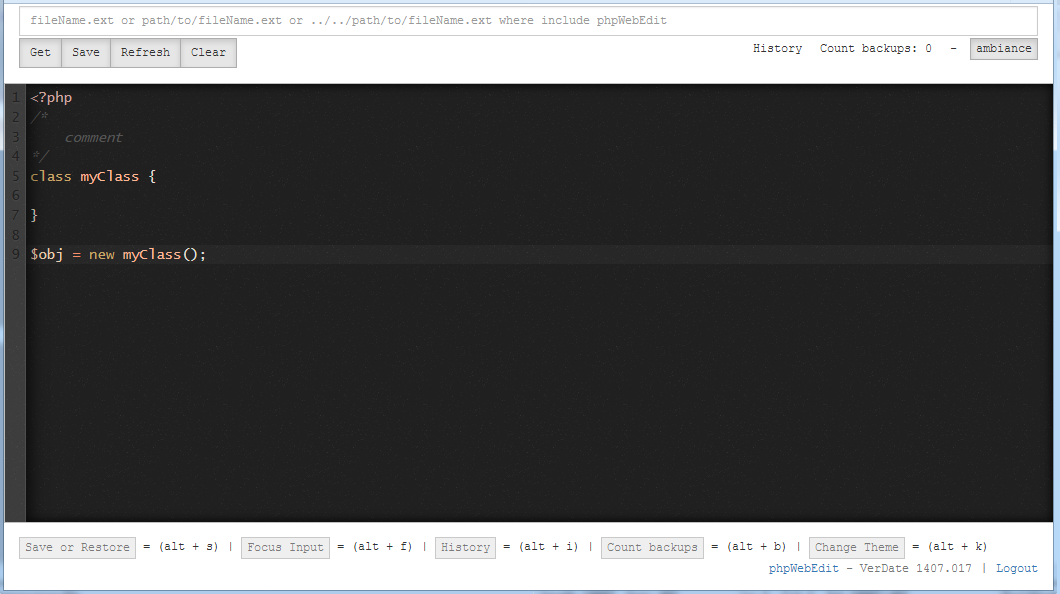 fileName.ext or path/to/fileName.ext or ../../path/to/fileName.ext where include phpWebEdit
Get Save Refresh Clear History Count backups: 0 - ambiance
1 <?php
2 /*
3 comment
4 */
5 class myClass {
6
7 }
8
9 $obj = new myClass();
Save or Restore = (alt + s) | Focus Input = (alt + f) | History = (alt + i) | Count backups = (alt + b) | Change Theme = (alt + k)
phpWebEdit - VerDate 1407.017 | Logout